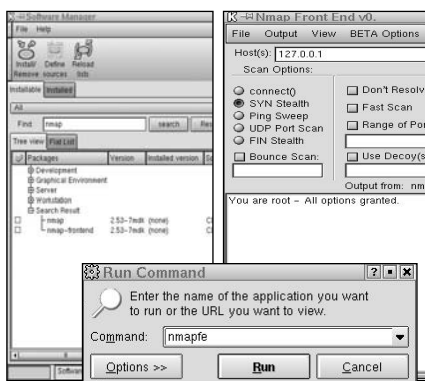 Software Manager
File Help
Install/ Define Reload
Remove sources lists
Installable Installed
All
Find nmap search Res
Tree view Flat List
Packages Version Installed version
Development
Graphical Environment
Server
Workstation
Search Result
nmap 2.53-7mdk (none)
nmap-frontend 2.53-7mdk (none)
Software
Nmap Front End v0.
File Output View BETA Options
Host(s): 127.0.0.1
Scan Options:
connect()
SYN Stealth
Ping Sweep
UDP Port Scan
FIN Stealth
Bounce Scan:
Don't Resolv
Fast Scan
Range of Por
Use Decoy(s
Output from: nm
You are root - All options granted.
Run Command
Enter the name of the application you want
to run or the URL you want to view.
Command: nmapfe
Options >> Run Cancel